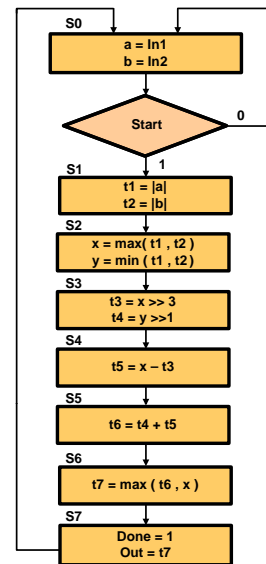 S0
a = In1
b = In2
Start
0
1
S1
t1 = |a|
t2 = |b|
S2
x = max( t1 , t2 )
y = min ( t1 , t2)
S3
t3 = x >> 3
t4 = y >>1
S4
t5 = x – t3
S5
t6 = t4 + t5
S6
t7 = max ( t6 , x )
S7
Done = 1
Out = t7